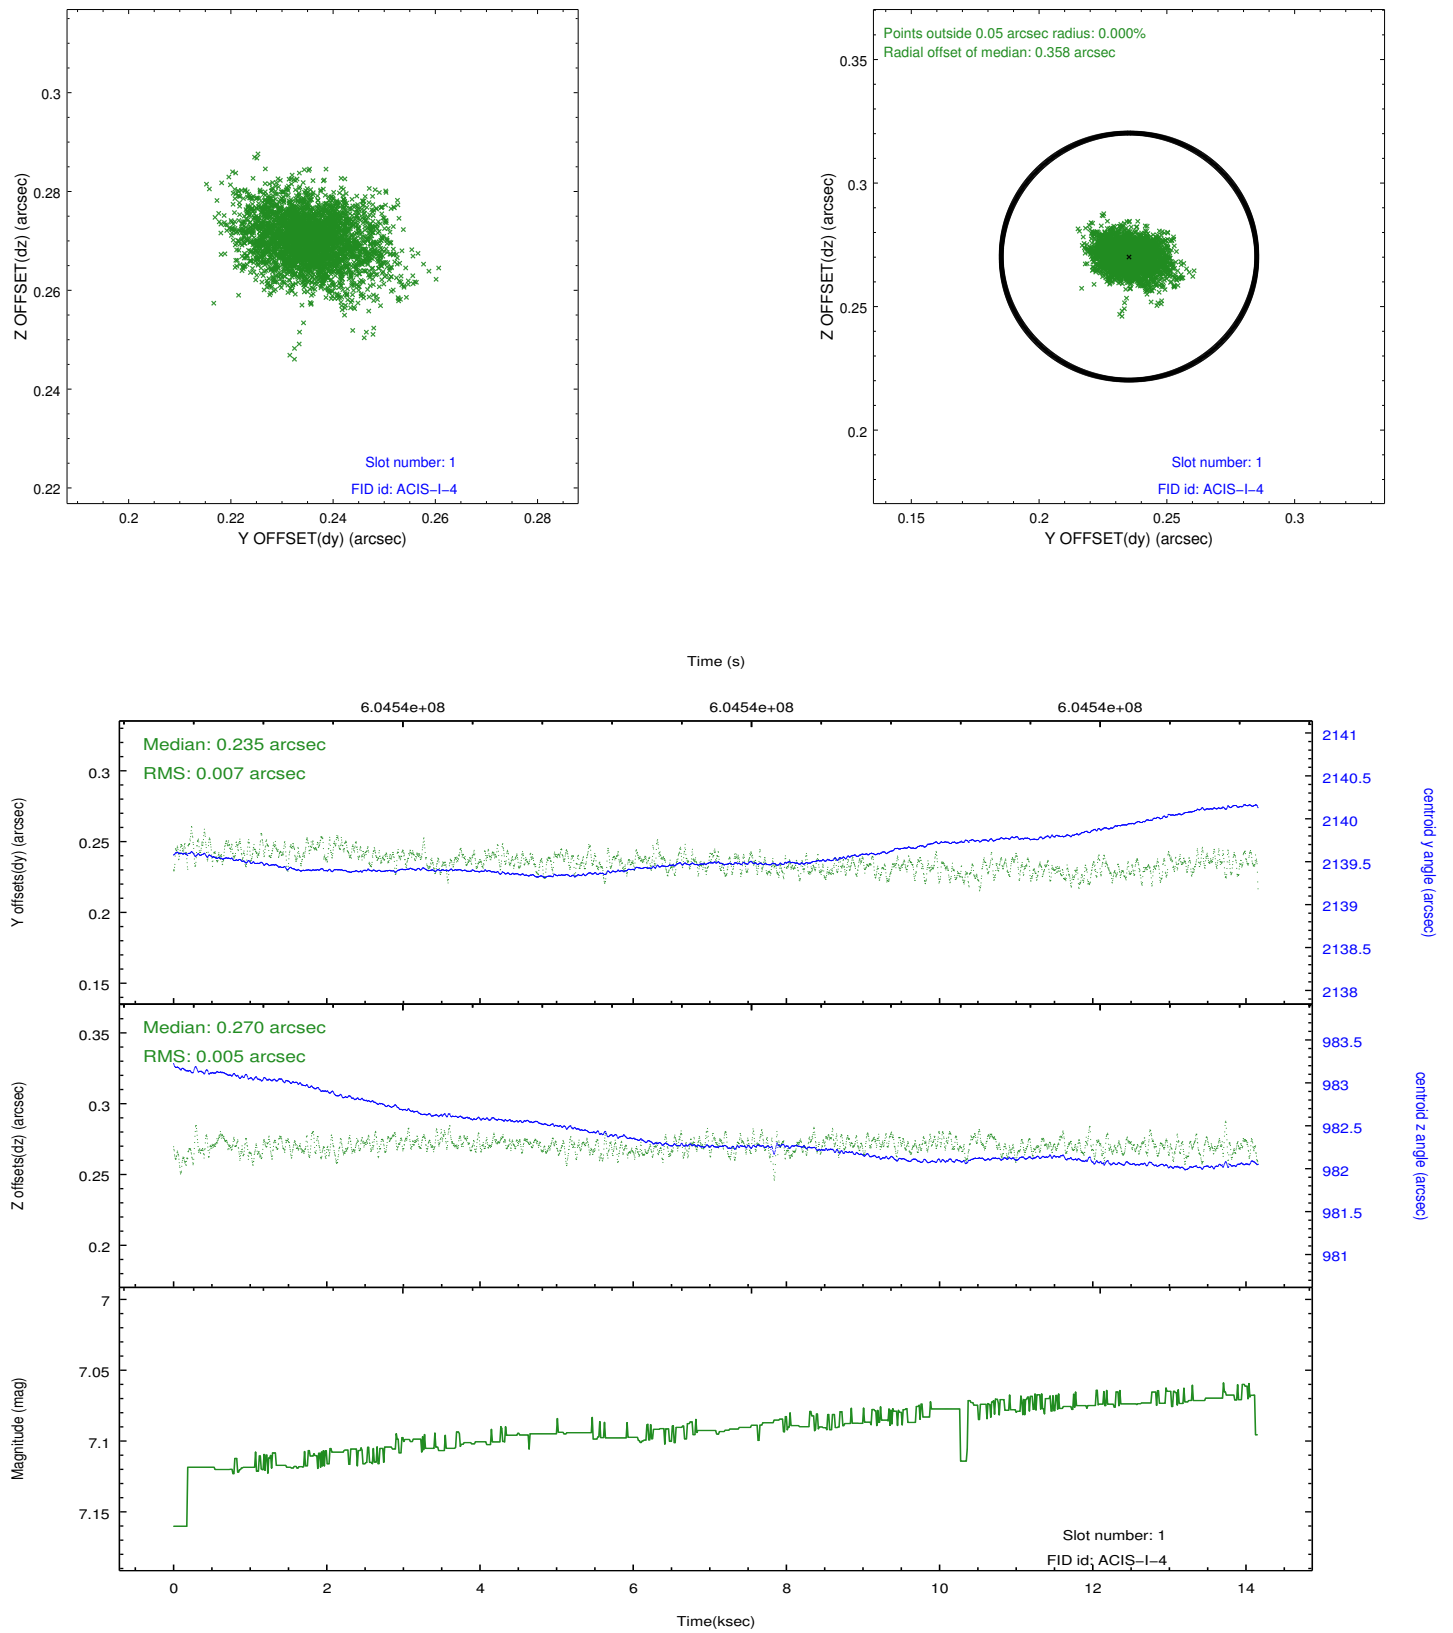 Z OFFSET(dz) (arcsec)
0.3
0.28
0.26
0.24
0.22
Slot number: 1
FID id: ACIS−I−4
0.2 0.22 0.24 0.26 0.28
Y OFFSET(dy) (arcsec)
Points outside 0.05 arcsec radius: 0.000%
Radial offset of median: 0.358 arcsec
Z OFFSET(dz) (arcsec)
0.35
0.3
0.25
0.2
Slot number: 1
FID id: ACIS−I−4
0.15 0.2 0.25 0.3
Y OFFSET(dy) (arcsec)
Time (s)
6.0454e+08 6.0454e+08 6.0454e+08
Median: 0.235 arcsec
RMS: 0.007 arcsec
Y offsets(dy) (arcsec)
0.3
0.25
0.2
0.15
2141
2140.5
2140
2139.5
2139
2138.5
2138
centroid y angle (arcsec)
Median: 0.270 arcsec
RMS: 0.005 arcsec
Z offsets(dz) (arcsec)
0.35
0.3
0.25
0.2
983.5
983
982.5
982
981.5
981
centroid z angle (arcsec)
Magnitude (mag)
7
7.05
7.1
7.15
Slot number: 1
FID id: ACIS−I−4
0 2 4 6 8 10 12 14
Time(ksec)